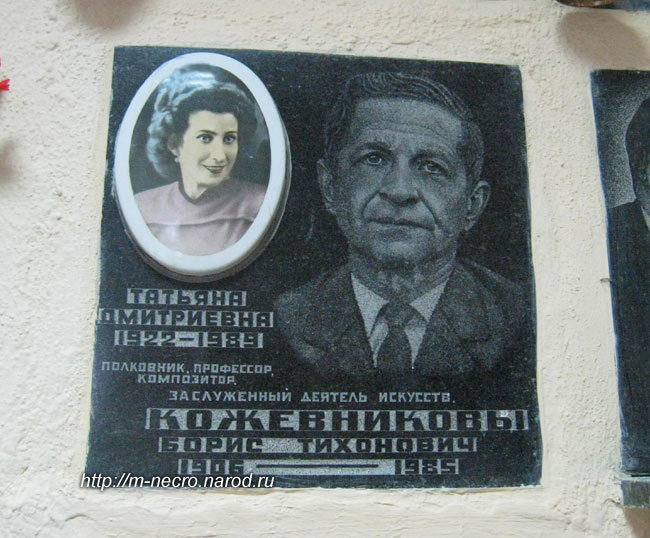 ТАТЬЯНА
ДМИТРИЕВНА
1922–1989
ПОЛКОВНИК, ПРОФЕССОР,
КОМПОЗИТОР,
ЗАСЛУЖЕННЫЙ ДЕЯТЕЛЬ ИСКУССТВ.
КОЖЕВНИКОВЫ
БОРИС ТИХОНОВИЧ
1906 — 1985
http://m-necro.narod.ru